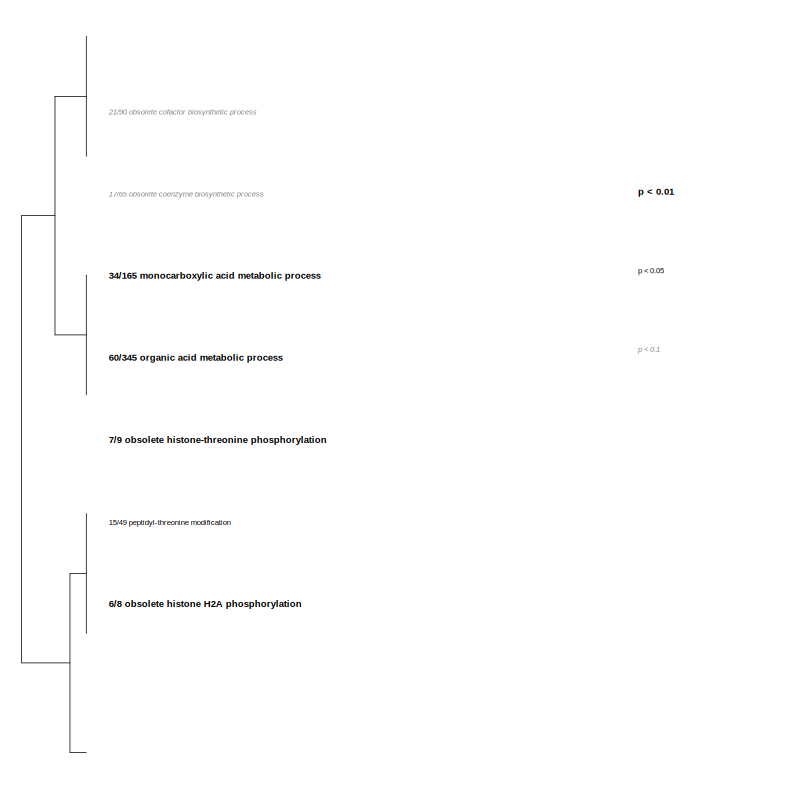 21/90 obsolete cofactor biosynthetic process
17/65 obsolete coenzyme biosynthetic process
p < 0.01
34/165 monocarboxylic acid metabolic process
p < 0.05
60/345 organic acid metabolic process
p < 0.1
7/9 obsolete histone-threonine phosphorylation
15/49 peptidyl-threonine modification
6/8 obsolete histone H2A phosphorylation